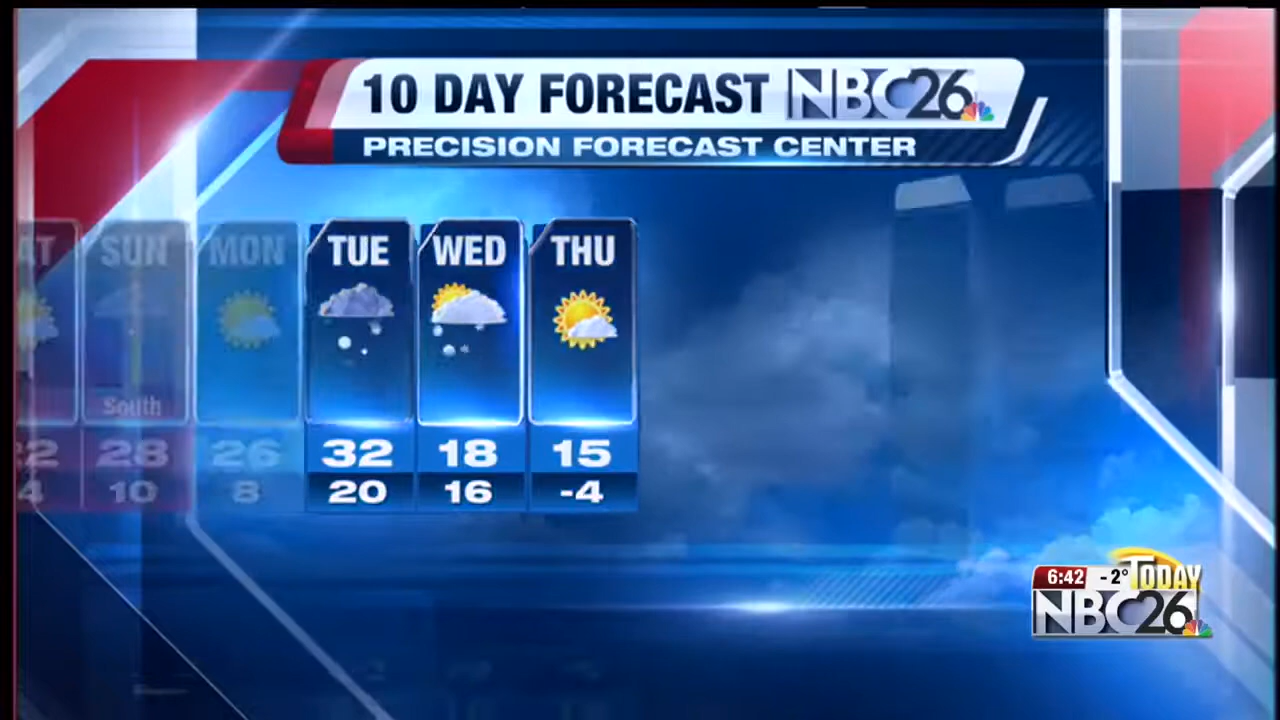 10 DAY FORECAST NBC26
PRECISION FORECAST CENTER
SUN MON TUE WED THU
South
28 26 32 18 15
10 8 20 16 -4
6:42 -2° TODAY
NBC26